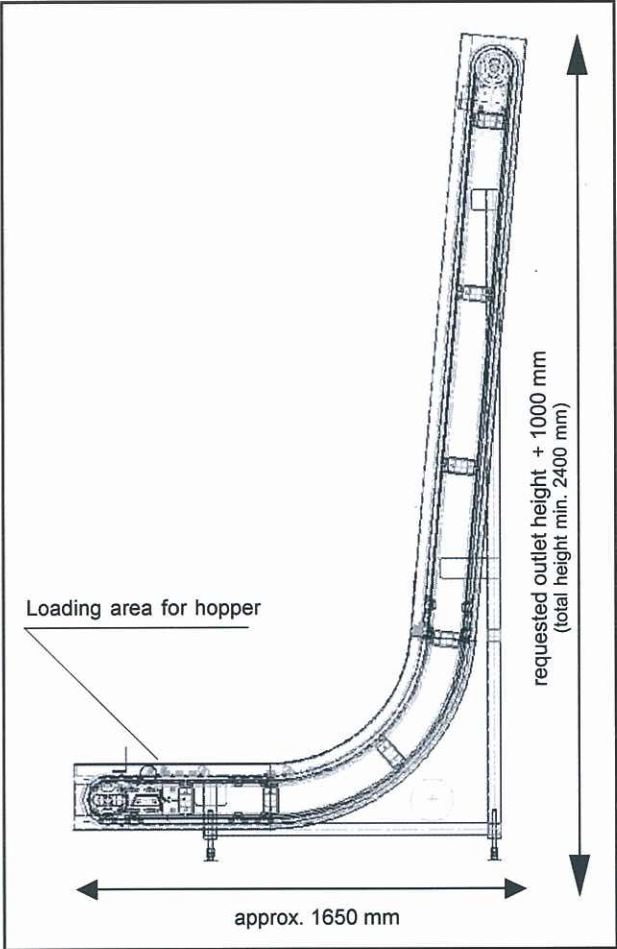 Loading area for hopper
requested outlet height + 1000 mm
(total height min. 2400 mm)
approx. 1650 mm